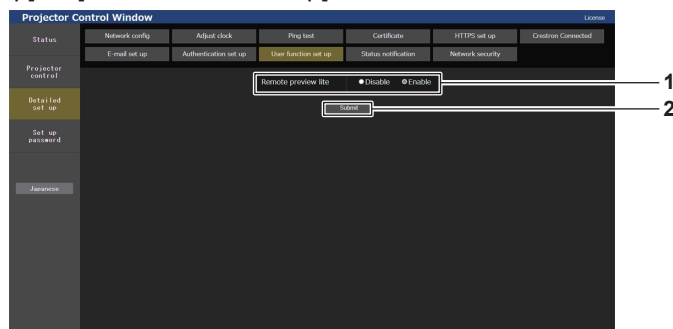 Projector Control Window
License
Status
Network config
Adjust clock
Ping test
Certificate
HTTPS set up
Crestron Connected
E-mail set up
Authentication set up
User function set up
Status notification
Network security
Projector
control
Remote preview lite
Disable
Enable
1
Submit
2
Detailed
set up
Set up
password
Japanese